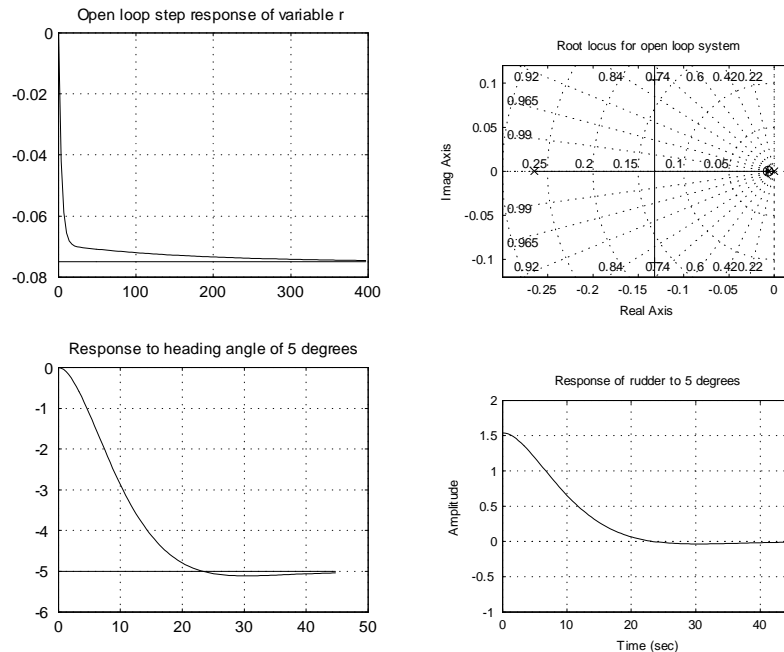 Open loop step response of variable r
0
-0.02
-0.04
-0.06
-0.08
0 100 200 300 400
Root locus for open loop system
Imag Axis
0.1
0.05
0
-0.05
-0.1
0.92 0.84 0.74 0.6 0.42 0.22
0.965
0.99
0.25 0.2 0.15 0.1 0.05
0.99
0.965
0.92 0.84 0.74 0.6 0.42 0.22
-0.25 -0.2 -0.15 -0.1 -0.05 0
Real Axis
Response to heading angle of 5 degrees
0
-1
-2
-3
-4
-5
-6
0 10 20 30 40 50
Response of rudder to 5 degrees
Amplitude
2
1.5
1
0.5
0
-0.5
-1
0 10 20 30 40
Time (sec)